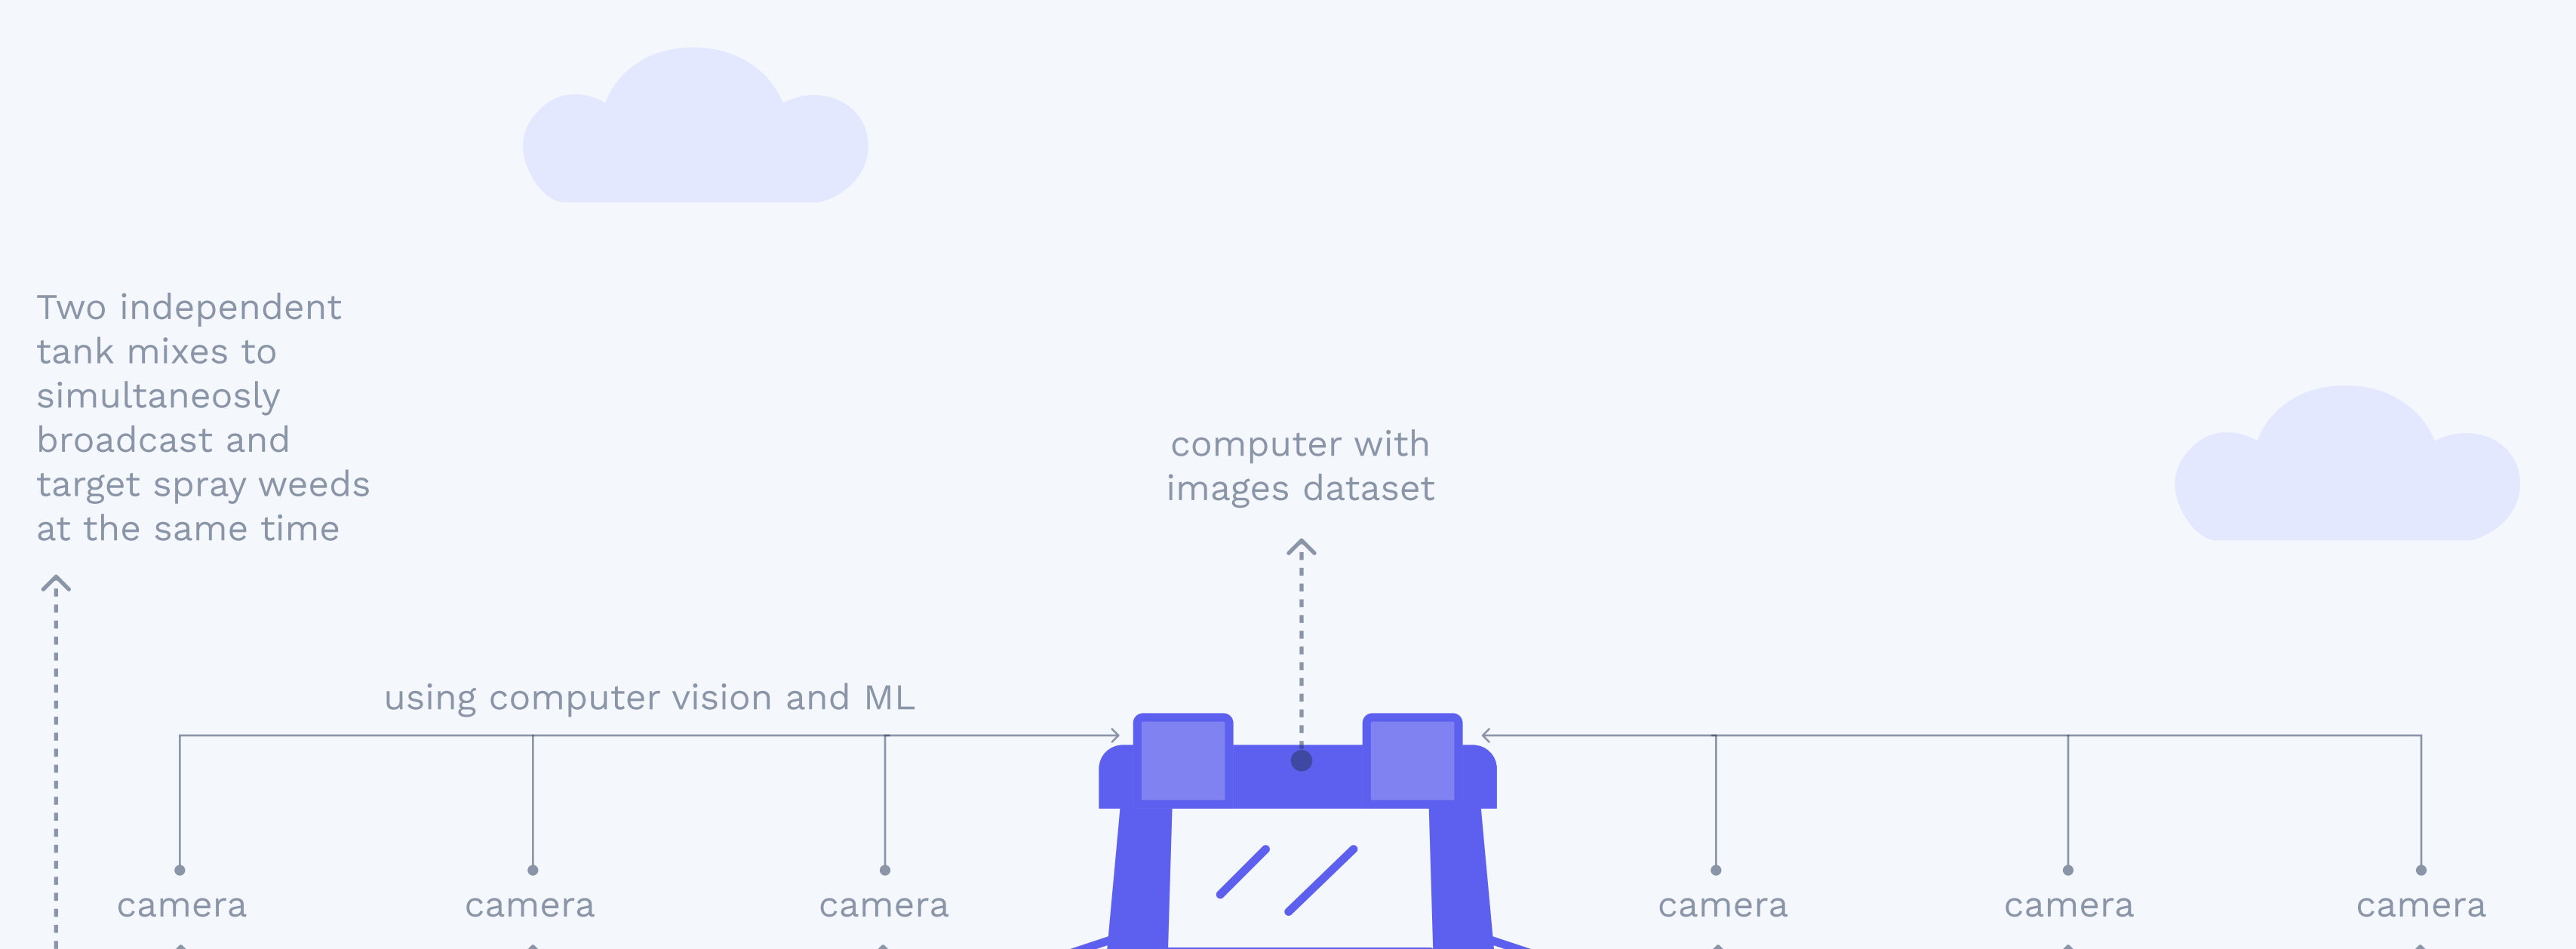 Two independent
tank mixes to
simultaneosly
broadcast and
target spray weeds
at the same time
computer with
images dataset
using computer vision and ML
camera
camera
camera
camera
camera
camera